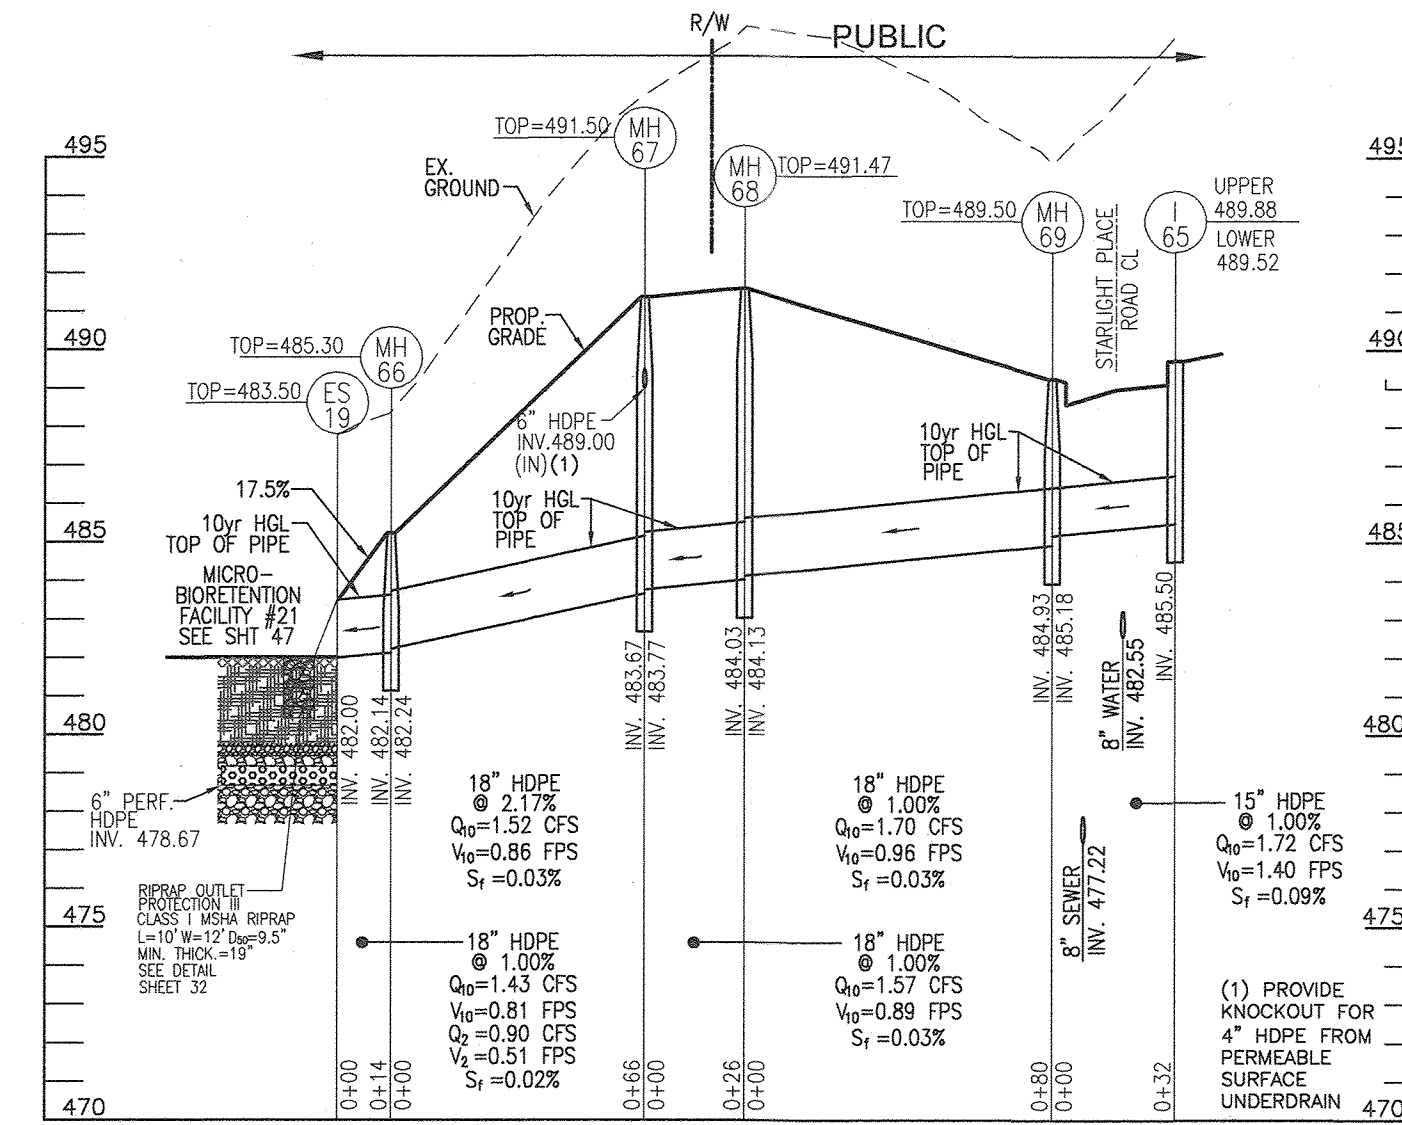 R/W
PUBLIC
TOP=491.50
MH
67
MH
68
TOP=491.47
EX.
GROUND
TOP=489.50
MH
69
STARLIGHT PLACE
ROAD CL
I
65
UPPER
489.88
LOWER
489.52
495
495
490
490
485
485
480
480
475
475
470
470
TOP=485.30
MH
66
TOP=483.50
ES
19
PROP.
GRADE
6" HDPE
INV.489.00
(IN)(1)
17.5%
10yr HGL
TOP OF PIPE
10yr HGL
TOP OF
PIPE
10yr HGL
TOP OF
PIPE
MICRO-
BIORETENTION
FACILITY #21
SEE SHT 47
INV. 482.00
INV. 482.14
INV. 482.24
INV. 483.67
INV. 483.77
INV. 484.03
INV. 484.13
INV. 484.93
INV. 485.18
INV. 485.50
8" WATER
INV. 482.55
8" SEWER
INV. 477.22
6" PERF.
HDPE
INV. 478.67
RIPRAP OUTLET
PROTECTION III
CLASS I MSHA RIPRAP
L=10' W=12' D50=9.5"
MIN. THICK.=19"
SEE DETAIL
SHEET 32
18" HDPE
@ 2.17%
Q10=1.52 CFS
V10=0.86 FPS
Sf =0.03%
18" HDPE
@ 1.00%
Q10=1.43 CFS
V10=0.81 FPS
Q2 =0.90 CFS
V2 =0.51 FPS
Sf =0.02%
18" HDPE
@ 1.00%
Q10=1.70 CFS
V10=0.96 FPS
Sf =0.03%
18" HDPE
@ 1.00%
Q10=1.57 CFS
V10=0.89 FPS
Sf =0.03%
15" HDPE
@ 1.00%
Q10=1.72 CFS
V10=1.40 FPS
Sf =0.09%
(1) PROVIDE
KNOCKOUT FOR
4" HDPE FROM
PERMEABLE
SURFACE
UNDERDRAIN
0+00
0+14
0+00
0+66
0+00
0+26
0+00
0+80
0+00
0+32